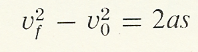 v_f^2 − v_0^2 = 2as